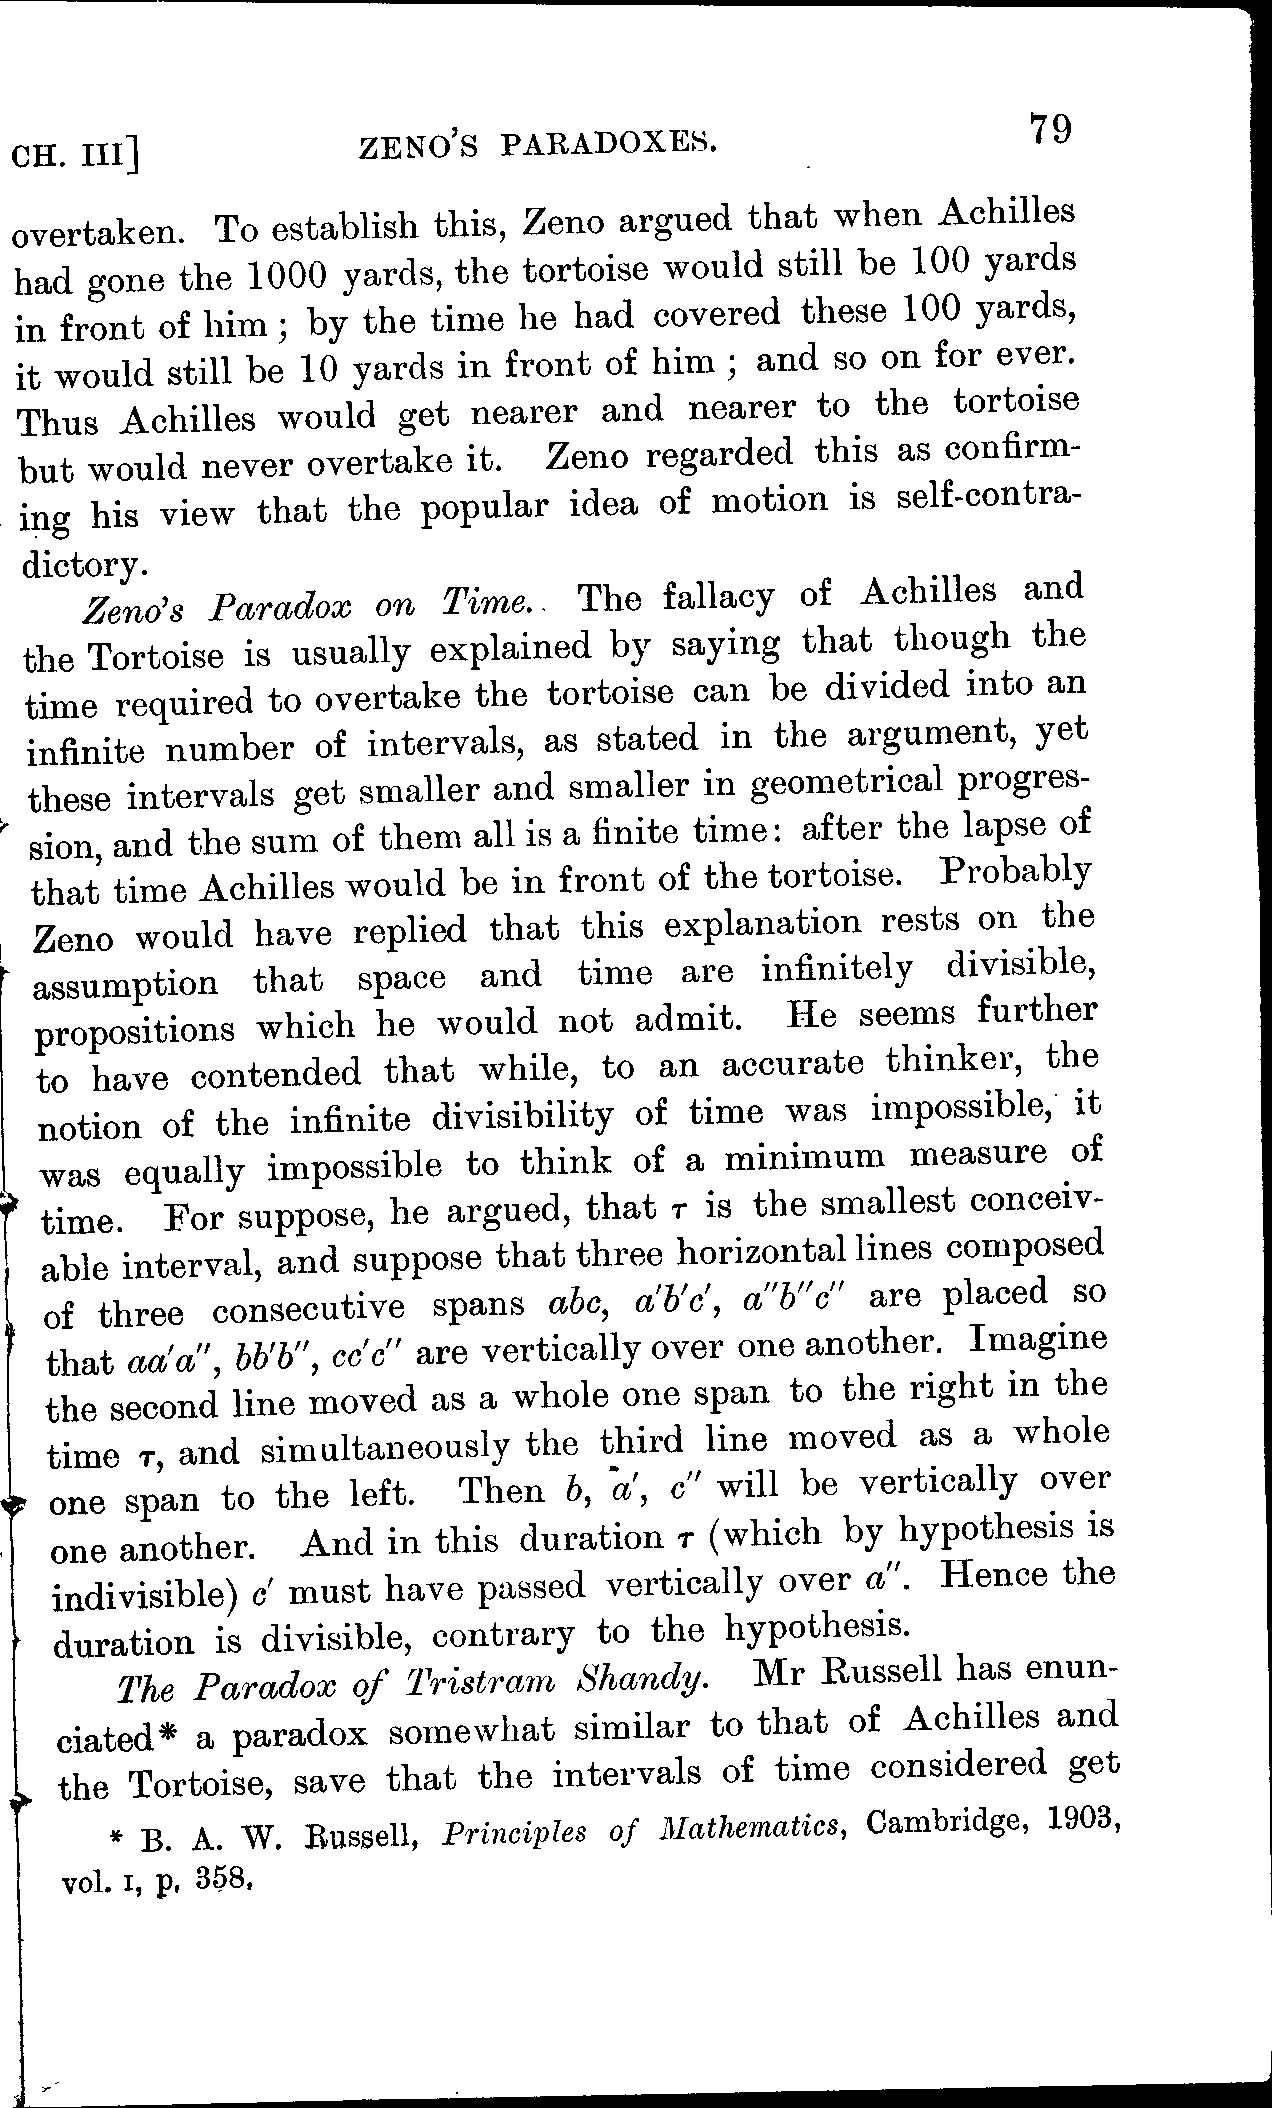 CH. III] ZENO'S PARADOXES. 79
overtaken. To establish this, Zeno argued that when Achilles
had gone the 1000 yards, the tortoise would still be 100 yards
in front of him ; by the time he had covered these 100 yards,
it would still be 10 yards in front of him ; and so on for ever.
Thus Achilles would get nearer and nearer to the tortoise
but would never overtake it. Zeno regarded this as confirm-
ing his view that the popular idea of motion is self-contra-
dictory.
Zeno's Paradox on Time. The fallacy of Achilles and
the Tortoise is usually explained by saying that though the
time required to overtake the tortoise can be divided into an
infinite number of intervals, as stated in the argument, yet
these intervals get smaller and smaller in geometrical progres-
sion, and the sum of them all is a finite time: after the lapse of
that time Achilles would be in front of the tortoise. Probably
Zeno would have replied that this explanation rests on the
assumption that space and time are infinitely divisible,
propositions which he would not admit. He seems further
to have contended that while, to an accurate thinker, the
notion of the infinite divisibility of time was impossible, it
was equally impossible to think of a minimum measure of
time. For suppose, he argued, that τ is the smallest conceiv-
able interval, and suppose that three horizontal lines composed
of three consecutive spans abc, a′b′c′, a″b″c″ are placed so
that aa′a″, bb′b″, cc′c″ are vertically over one another. Imagine
the second line moved as a whole one span to the right in the
time τ, and simultaneously the third line moved as a whole
one span to the left. Then b, a′, c″ will be vertically over
one another. And in this duration τ (which by hypothesis is
indivisible) c′ must have passed vertically over a″. Hence the
duration is divisible, contrary to the hypothesis.
The Paradox of Tristram Shandy. Mr Russell has enun-
ciated* a paradox somewhat similar to that of Achilles and
the Tortoise, save that the intervals of time considered get
* B. A. W. Russell, Principles of Mathematics, Cambridge, 1903,
vol. I, p. 358.